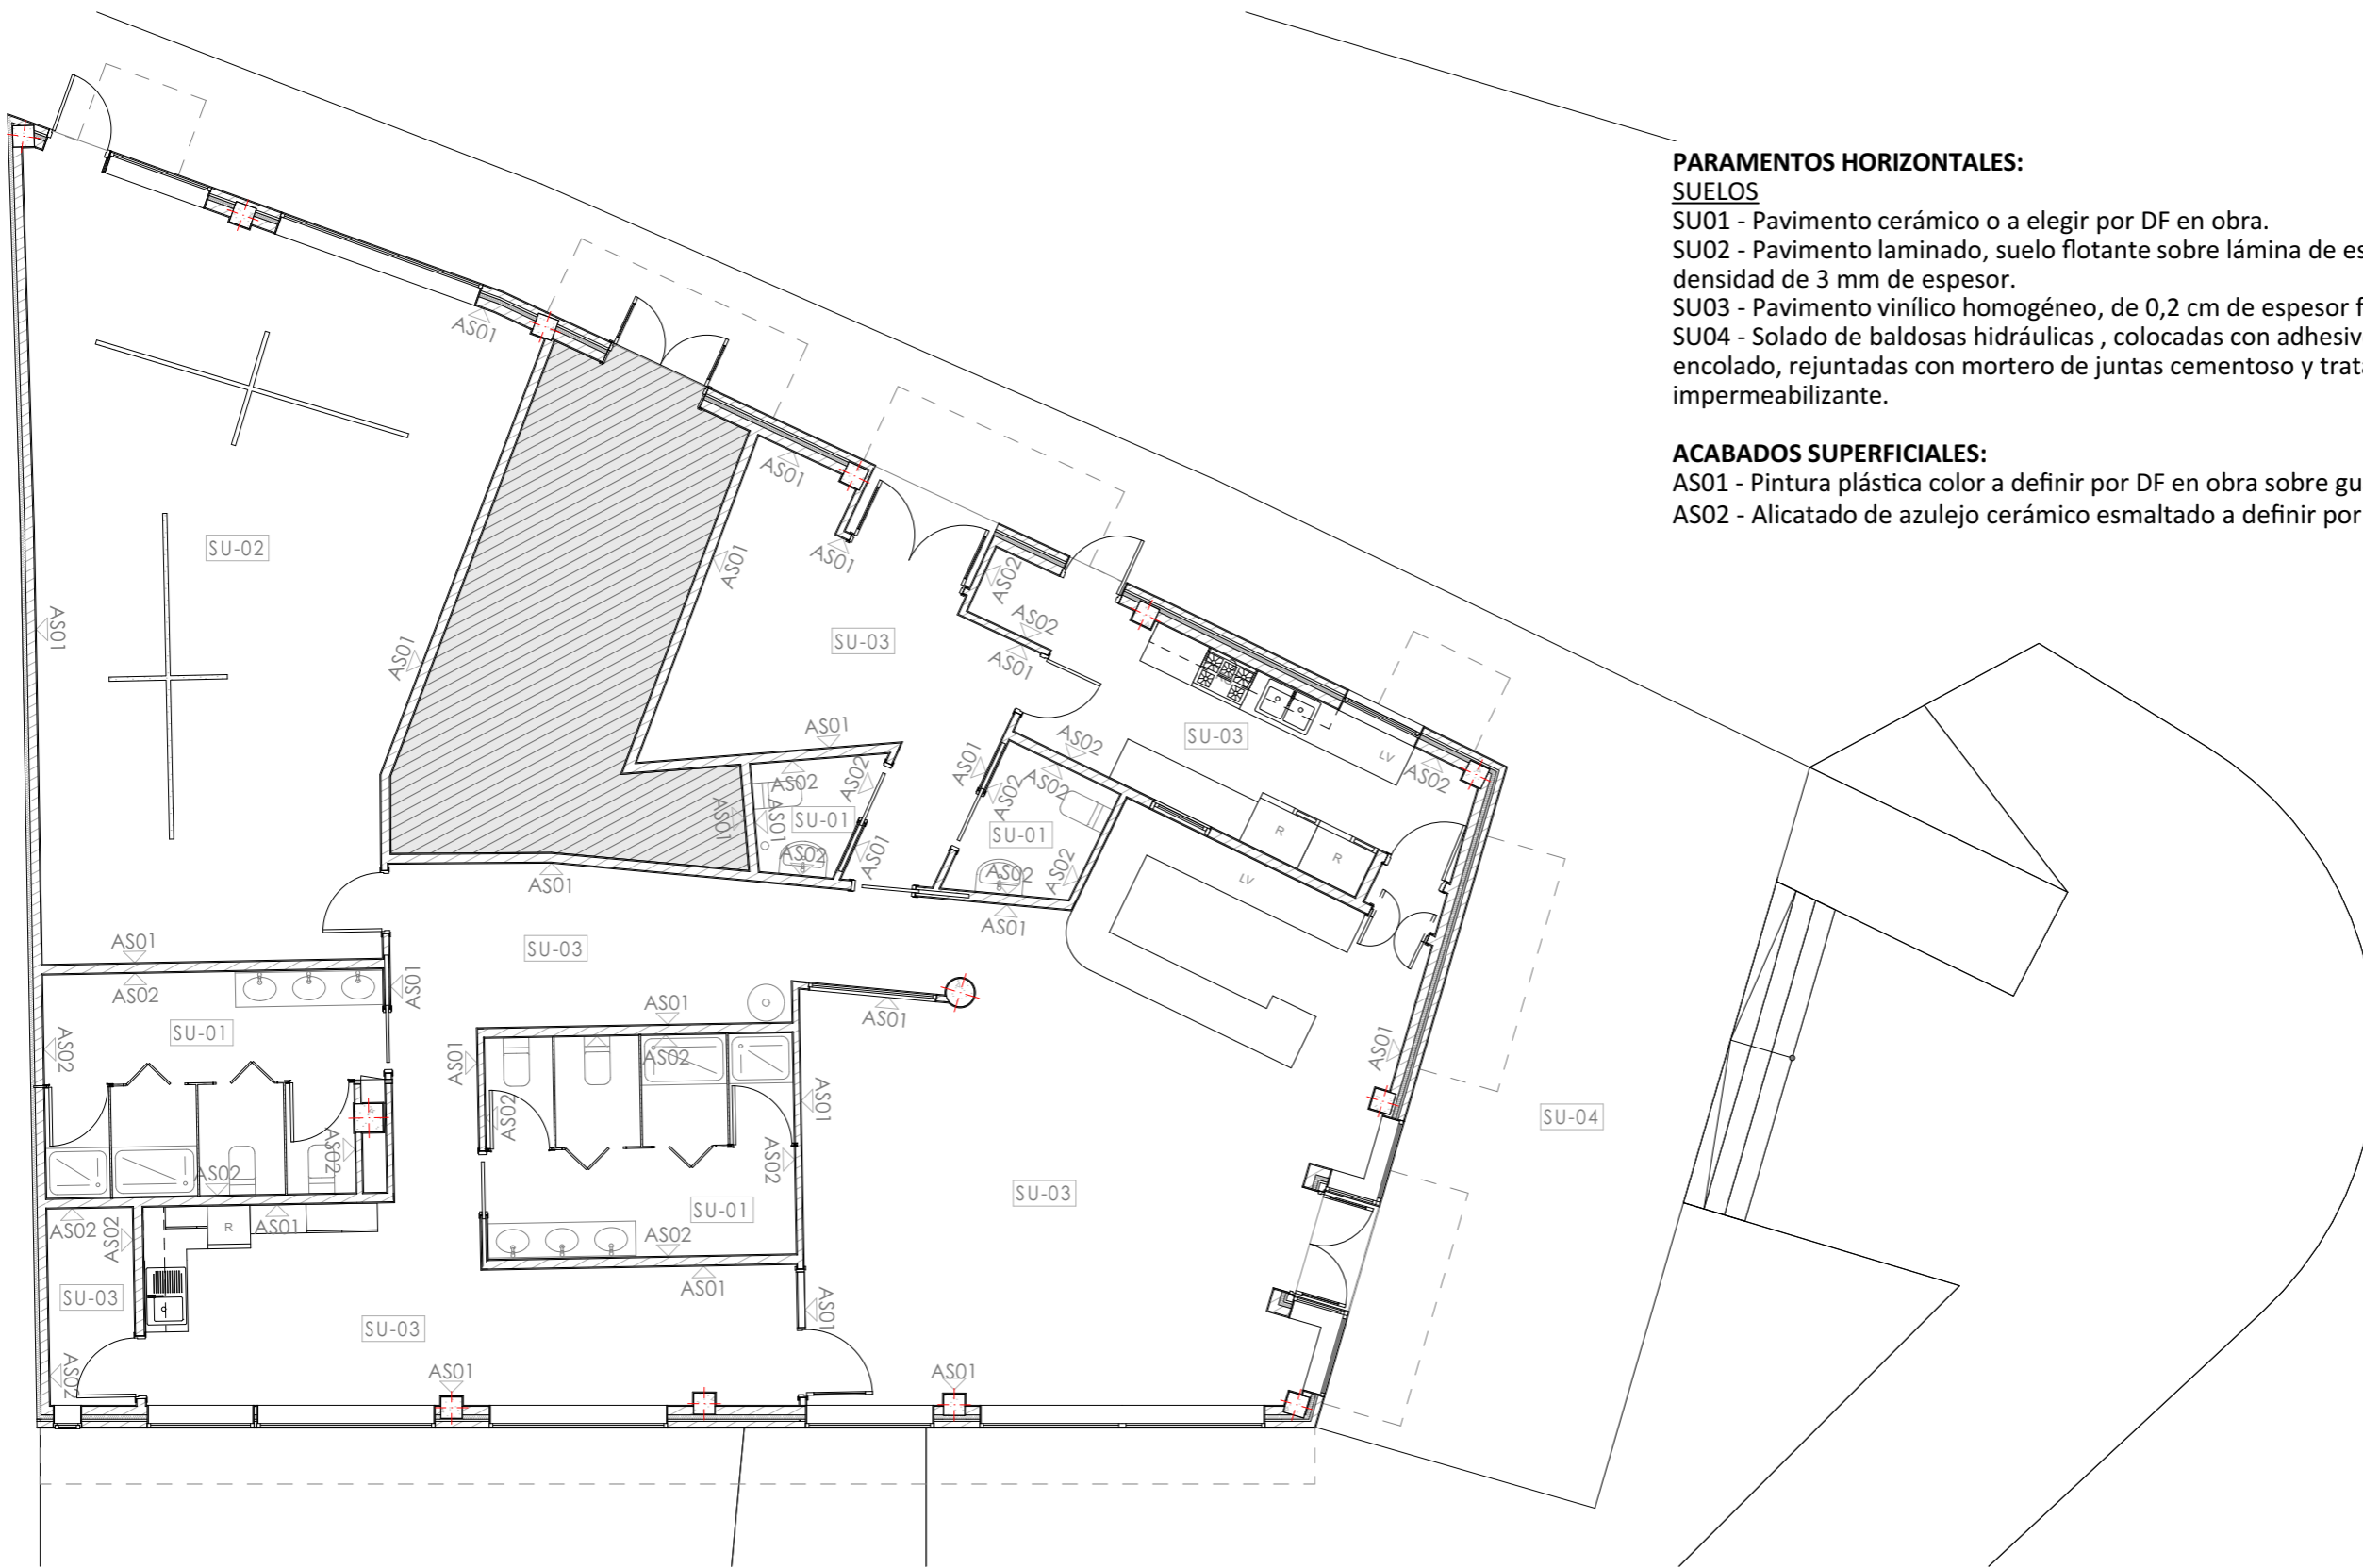 PARAMENTOS HORIZONTALES:
SUELOS
SU01 - Pavimento cerámico o a elegir por DF en obra.
SU02 - Pavimento laminado, suelo flotante sobre lámina de es
densidad de 3 mm de espesor.
SU03 - Pavimento vinílico homogéneo, de 0,2 cm de espesor f
SU04 - Solado de baldosas hidráulicas , colocadas con adhesiv
encolado, rejuntadas con mortero de juntas cementoso y trat
impermeabilizante.
ACABADOS SUPERFICIALES:
AS01 - Pintura plástica color a definir por DF en obra sobre gu
AS02 - Alicatado de azulejo cerámico esmaltado a definir por
AS01
AS01
AS01
SU-02
AS01
AS02
AS02
AS01
SU-03
AS01
AS01
AS01
SU-03
AS02
LV
AS02
AS02
AS01
AS02
AS02
AS02
AS01
AS01
SU-01
SU-01
R
R
AS02
AS01
AS02
AS02
LV
AS01
AS01
SU-03
AS01
AS02
AS01
AS01
AS01
SU-01
AS02
AS01
AS02
AS01
AS01
AS02
SU-04
AS02
AS02
AS02
SU-03
SU-01
AS02
AS02
R
AS01
AS02
AS01
SU-03
SU-03
AS01
AS02
AS01
AS01